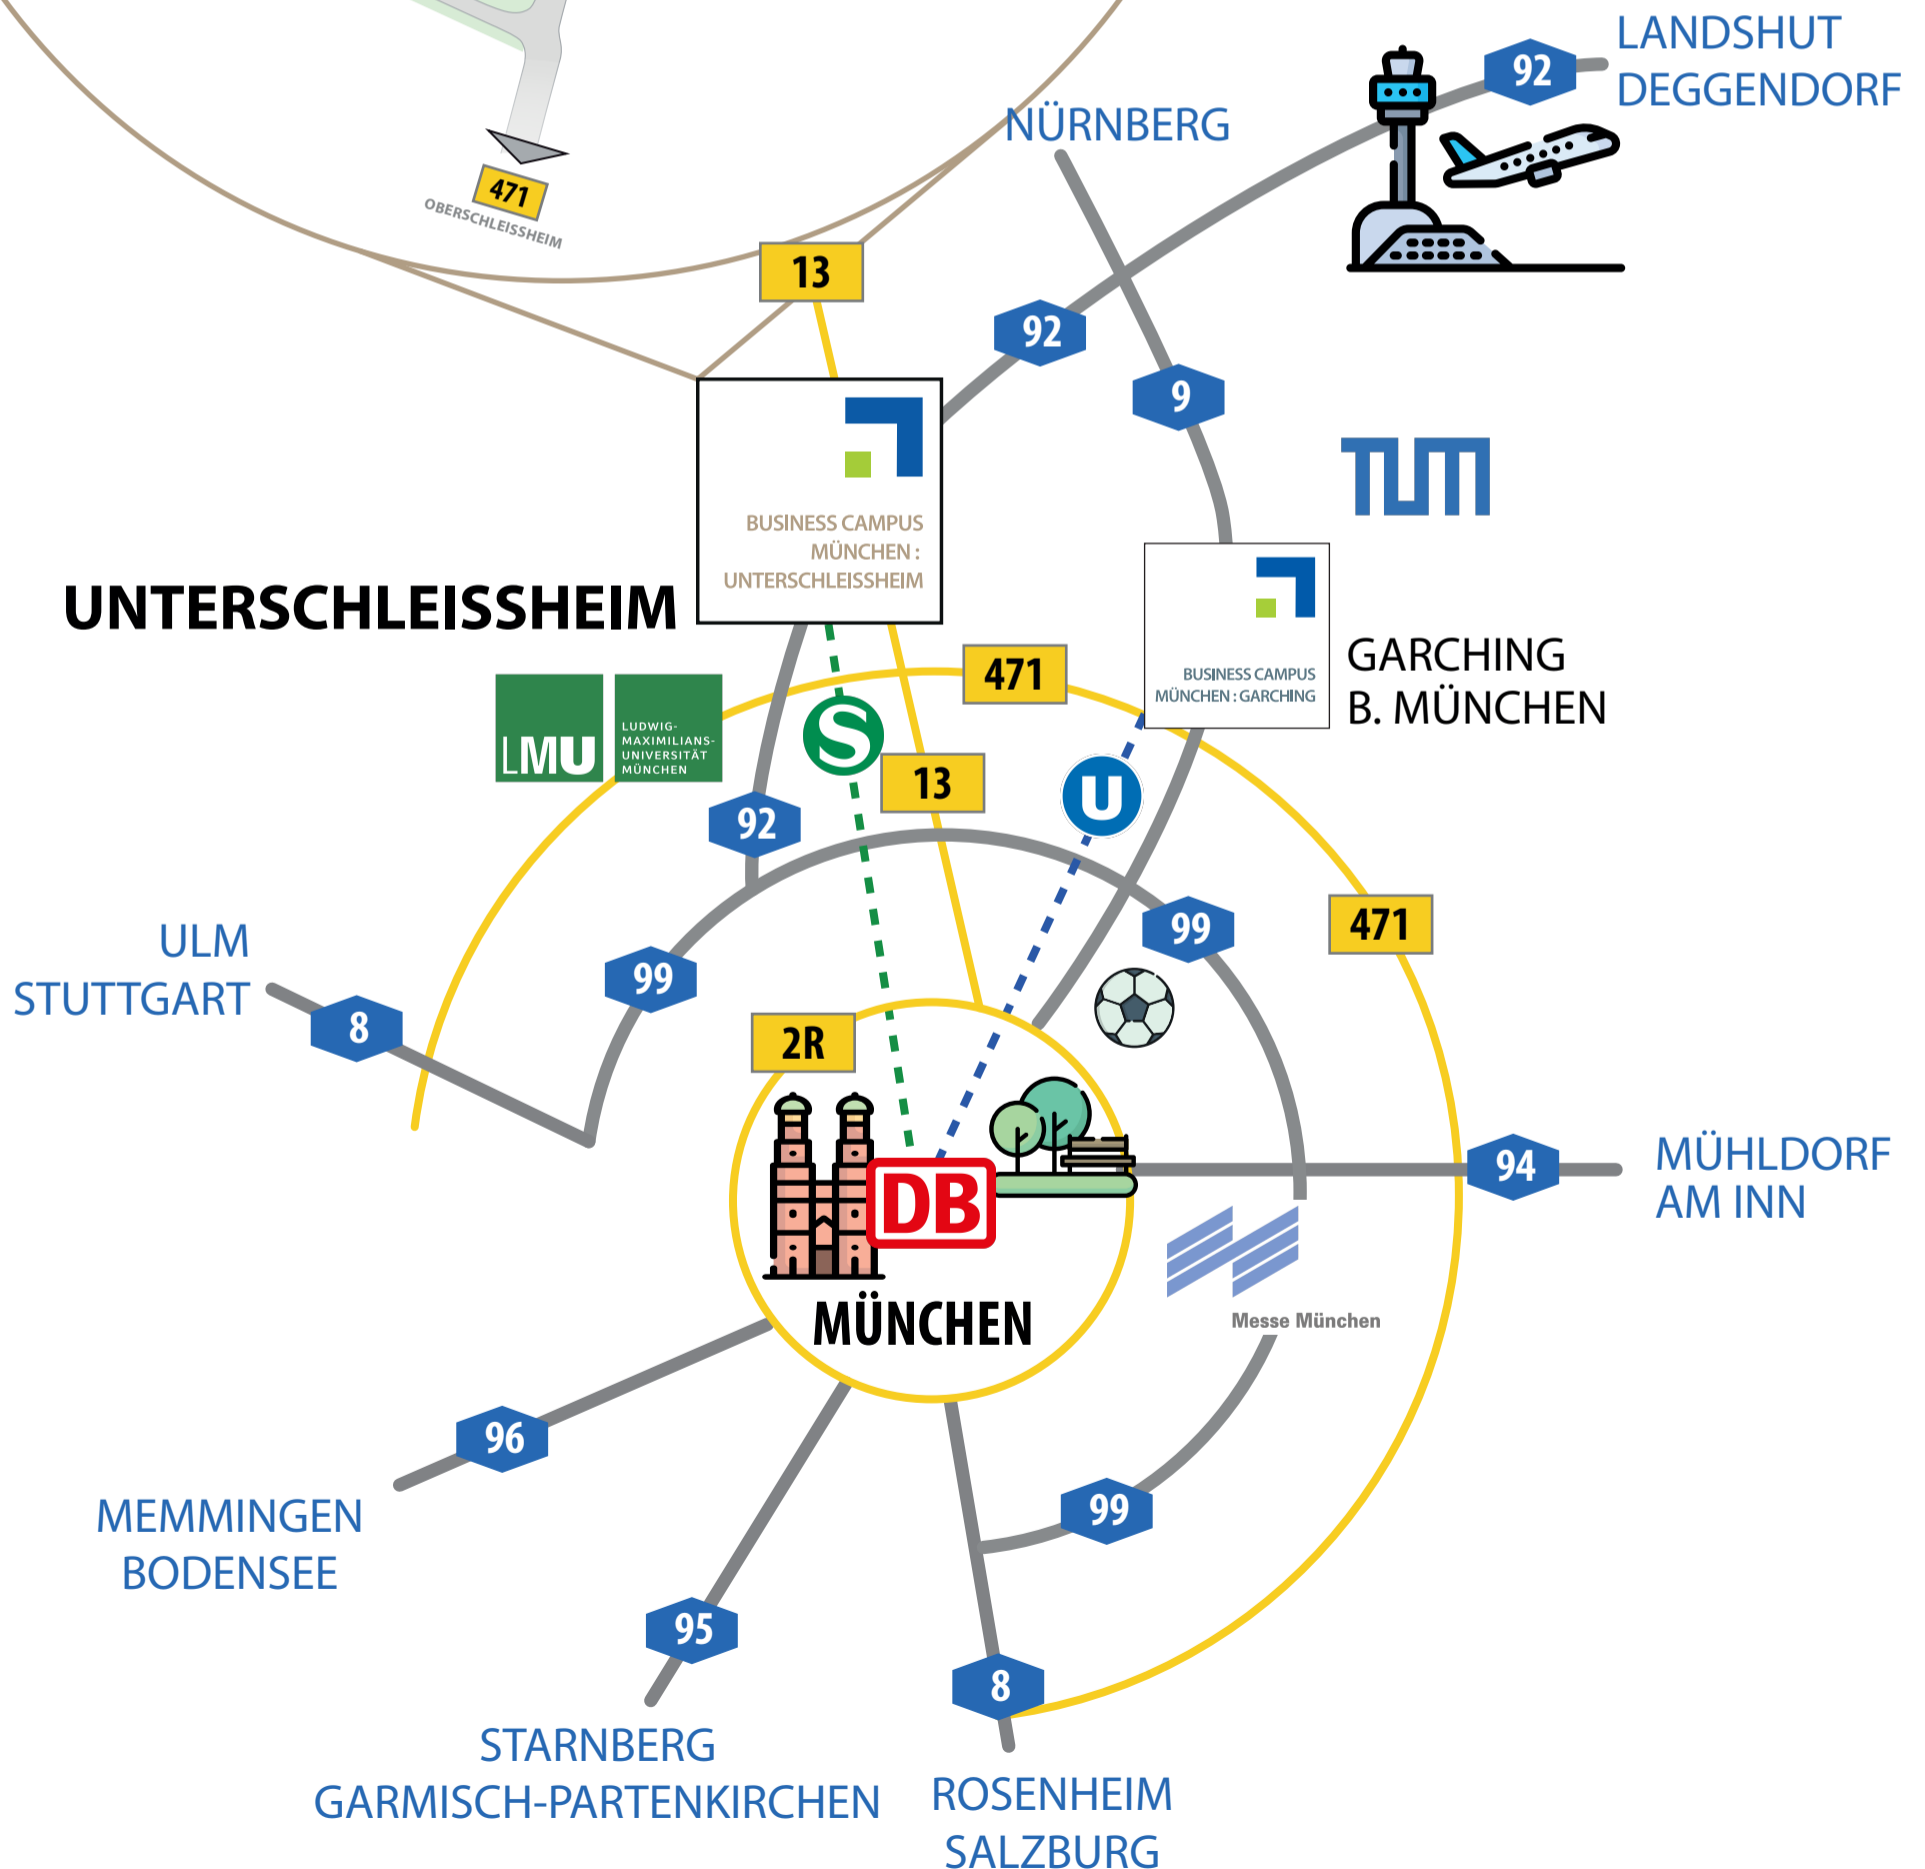 LANDSHUT
DEGGENDORF
92
NÜRNBERG
471
OBERSCHLEISSHEIM
13
92
9
TUM
BUSINESS CAMPUS
MÜNCHEN :
UNTERSCHLEISSHEIM
UNTERSCHLEISSHEIM
BUSINESS CAMPUS
MÜNCHEN : GARCHING
GARCHING
B. MÜNCHEN
471
LMU
LUDWIG-
MAXIMILIANS-
UNIVERSITÄT
MÜNCHEN
S
13
U
92
99
99
471
ULM
STUTTGART
8
2R
DB
MÜNCHEN
94
MÜHLDORF
AM INN
Messe München
96
MEMMINGEN
BODENSEE
99
95
STARNBERG
GARMISCH-PARTENKIRCHEN
8
ROSENHEIM
SALZBURG